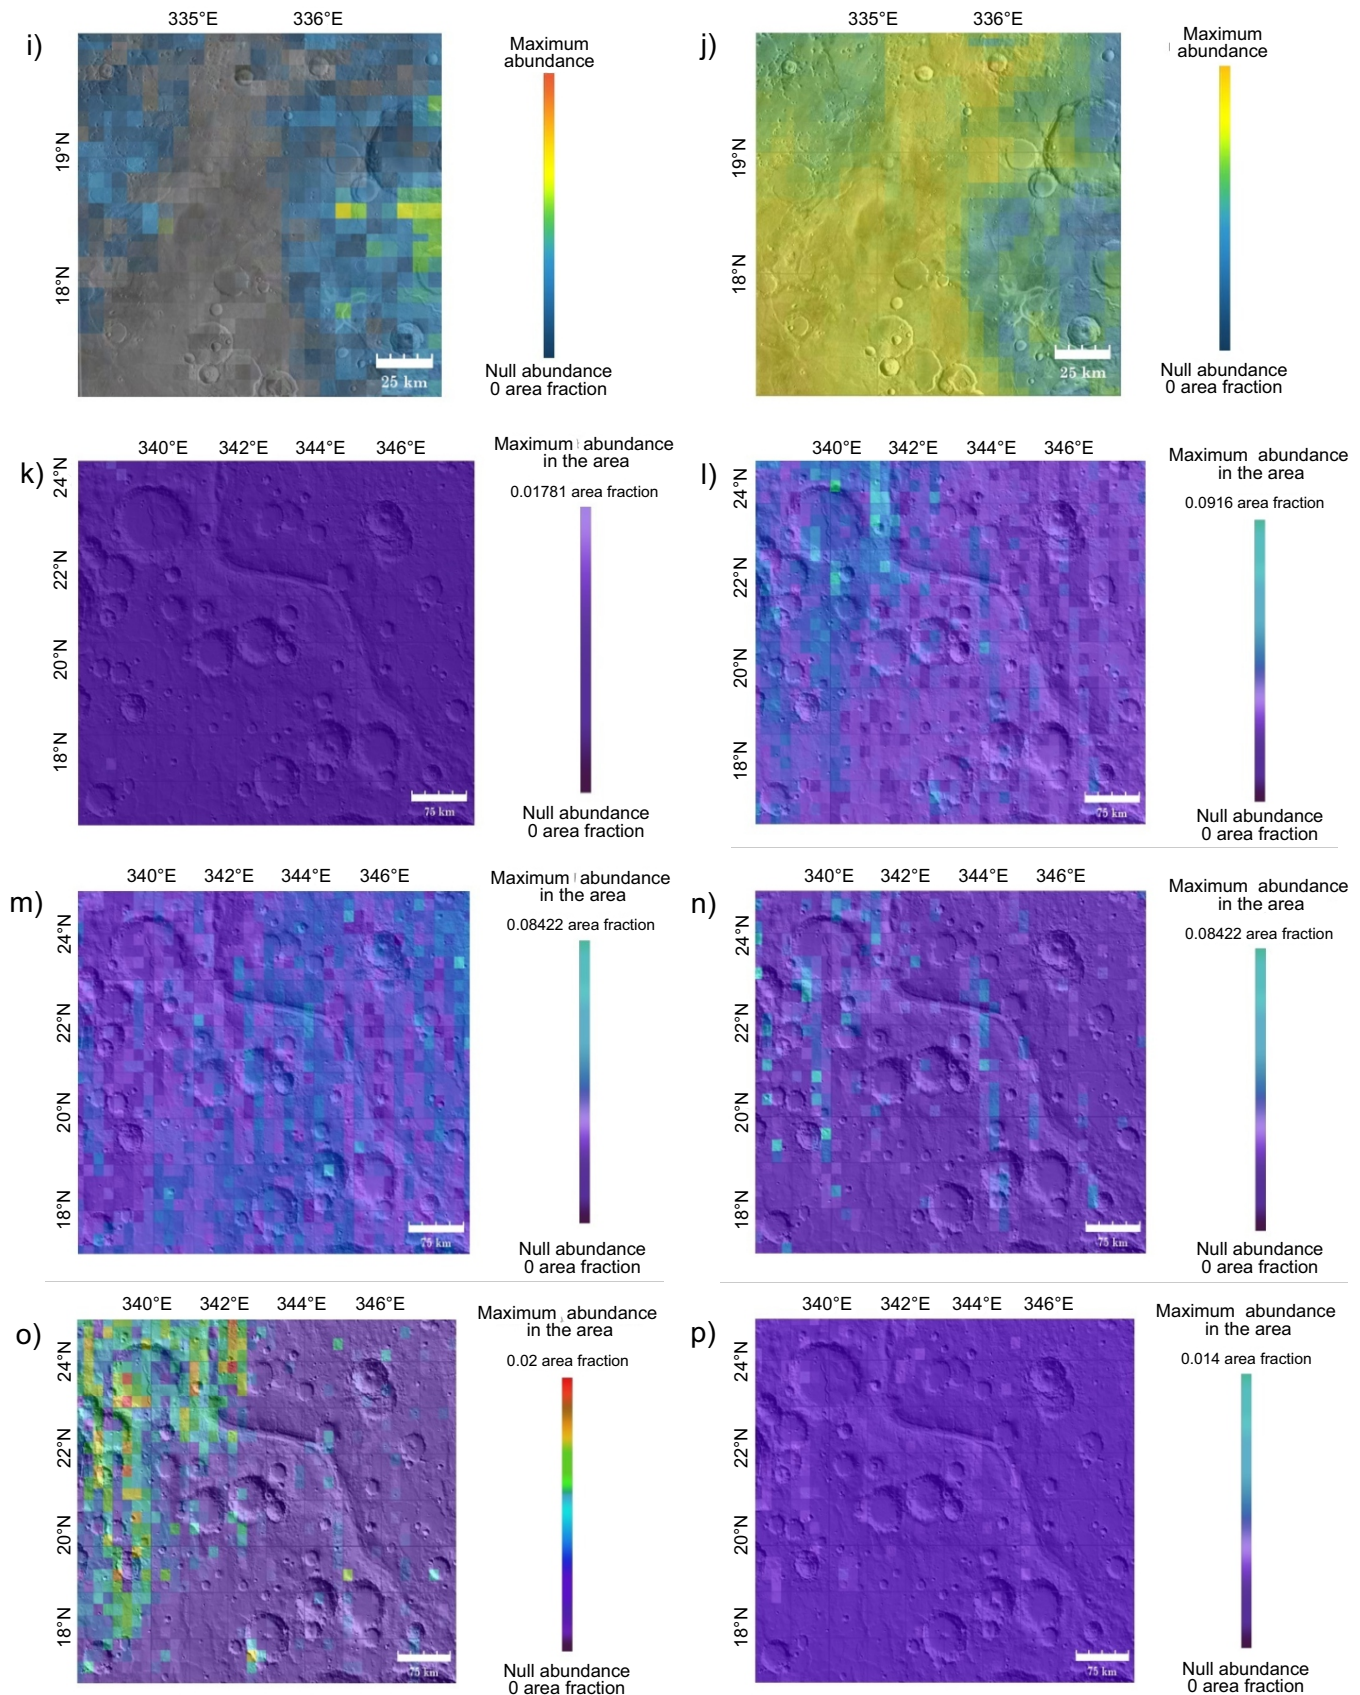 335°E 336°E
i)
19°N
18°N
25 km
Maximum
abundance
Null abundance
0 area fraction
335°E 336°E
j)
19°N
18°N
25 km
Maximum
abundance
Null abundance
0 area fraction
340°E 342°E 344°E 346°E
k)
24°N
22°N
20°N
18°N
75 km
Maximum abundance
in the area
0.01781 area fraction
Null abundance
0 area fraction
340°E 342°E 344°E 346°E
l)
24°N
22°N
20°N
18°N
75 km
Maximum abundance
in the area
0.0916 area fraction
Null abundance
0 area fraction
340°E 342°E 344°E 346°E
m)
24°N
22°N
20°N
18°N
75 km
Maximum abundance
in the area
0.08422 area fraction
Null abundance
0 area fraction
340°E 342°E 344°E 346°E
n)
24°N
22°N
20°N
18°N
75 km
Maximum abundance
in the area
0.08422 area fraction
Null abundance
0 area fraction
340°E 342°E 344°E 346°E
o)
24°N
22°N
20°N
18°N
75 km
Maximum abundance
in the area
0.02 area fraction
Null abundance
0 area fraction
340°E 342°E 344°E 346°E
p)
24°N
22°N
20°N
18°N
75 km
Maximum abundance
in the area
0.014 area fraction
Null abundance
0 area fraction